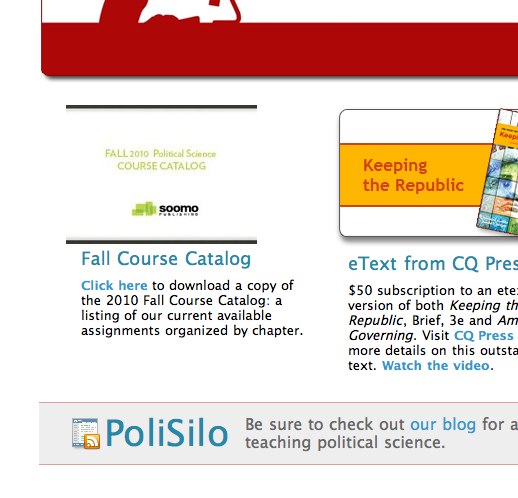 FALL 2010 Political Science
COURSE CATALOG
soomo
PUBLISHING
Fall Course Catalog
Click here to download a copy of
the 2010 Fall Course Catalog: a
listing of our current available
assignments organized by chapter.
Keeping
the Republic
eText from CQ Pres
$50 subscription to an ete
version of both Keeping th
Republic, Brief, 3e and Am
Governing. Visit CQ Press
more details on this outsta
text. Watch the video.
PoliSilo
Be sure to check out our blog for a
teaching political science.